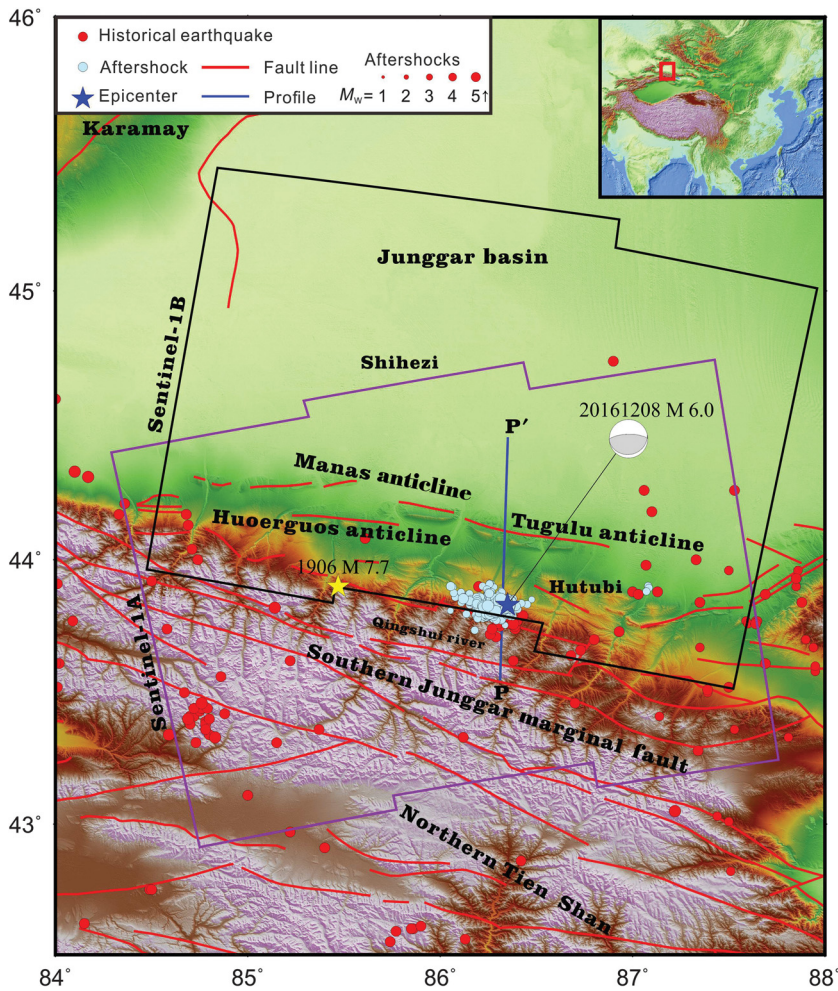 46°
Historical earthquake
Aftershock
Fault line
Aftershocks
Epicenter
Profile
Mw= 1 2 3 4 5↑
Karamay
Junggar basin
45°
Sentinel-1B
Shihezi
20161208 M 6.0
P′
Manas anticline
Huoerguos anticline
Tugulu anticline
44°
1906 M 7.7
Hutubi
Qingshui river
Sentinel-1A
Southern Junggar marginal fault
P
43°
Northern Tien Shan
84° 85° 86° 87° 88°